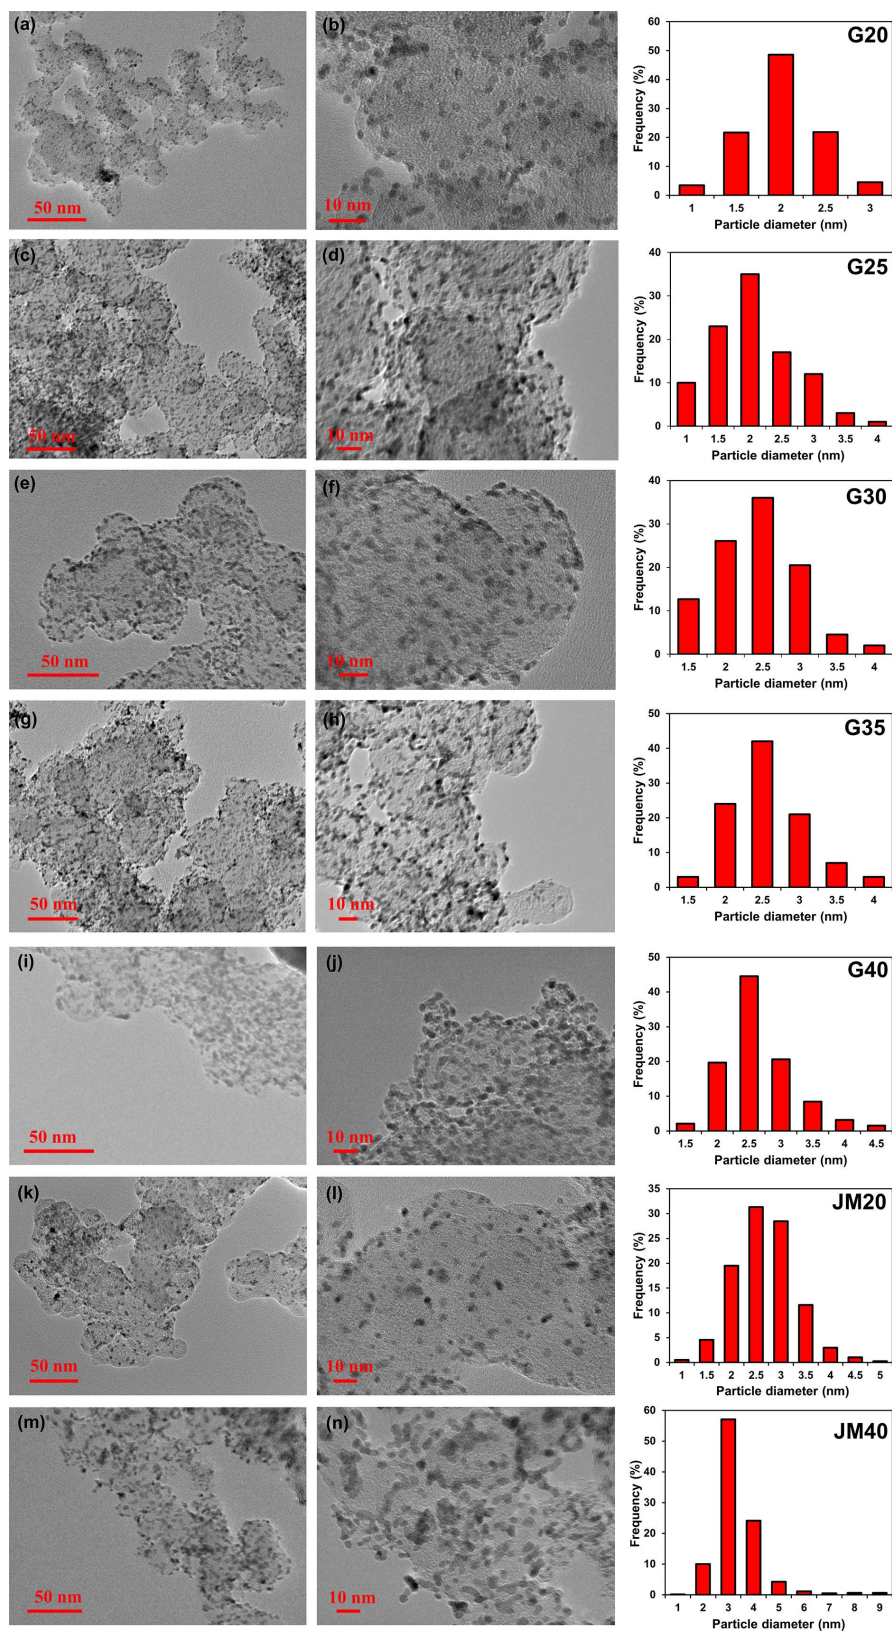 (a)
50 nm
(b)
10 nm
G20
Frequency (%)
60
50
40
30
20
10
0
1 1.5 2 2.5 3
Particle diameter (nm)
(c)
50 nm
(d)
10 nm
G25
Frequency (%)
40
30
20
10
0
1 1.5 2 2.5 3 3.5 4
Particle diameter (nm)
(e)
50 nm
(f)
10 nm
G30
Frequency (%)
40
30
20
10
0
1.5 2 2.5 3 3.5 4
Particle diameter (nm)
(g)
50 nm
(h)
10 nm
G35
Frequency (%)
50
40
30
20
10
0
1.5 2 2.5 3 3.5 4
Particle diameter (nm)
(i)
50 nm
(j)
10 nm
G40
Frequency (%)
50
40
30
20
10
0
1.5 2 2.5 3 3.5 4 4.5
Particle diameter (nm)
(k)
50 nm
(l)
10 nm
JM20
Frequency (%)
35
30
25
20
15
10
5
0
1 1.5 2 2.5 3 3.5 4 4.5 5
Particle diameter (nm)
(m)
50 nm
(n)
10 nm
JM40
Frequency (%)
60
50
40
30
20
10
0
1 2 3 4 5 6 7 8 9
Particle diameter (nm)